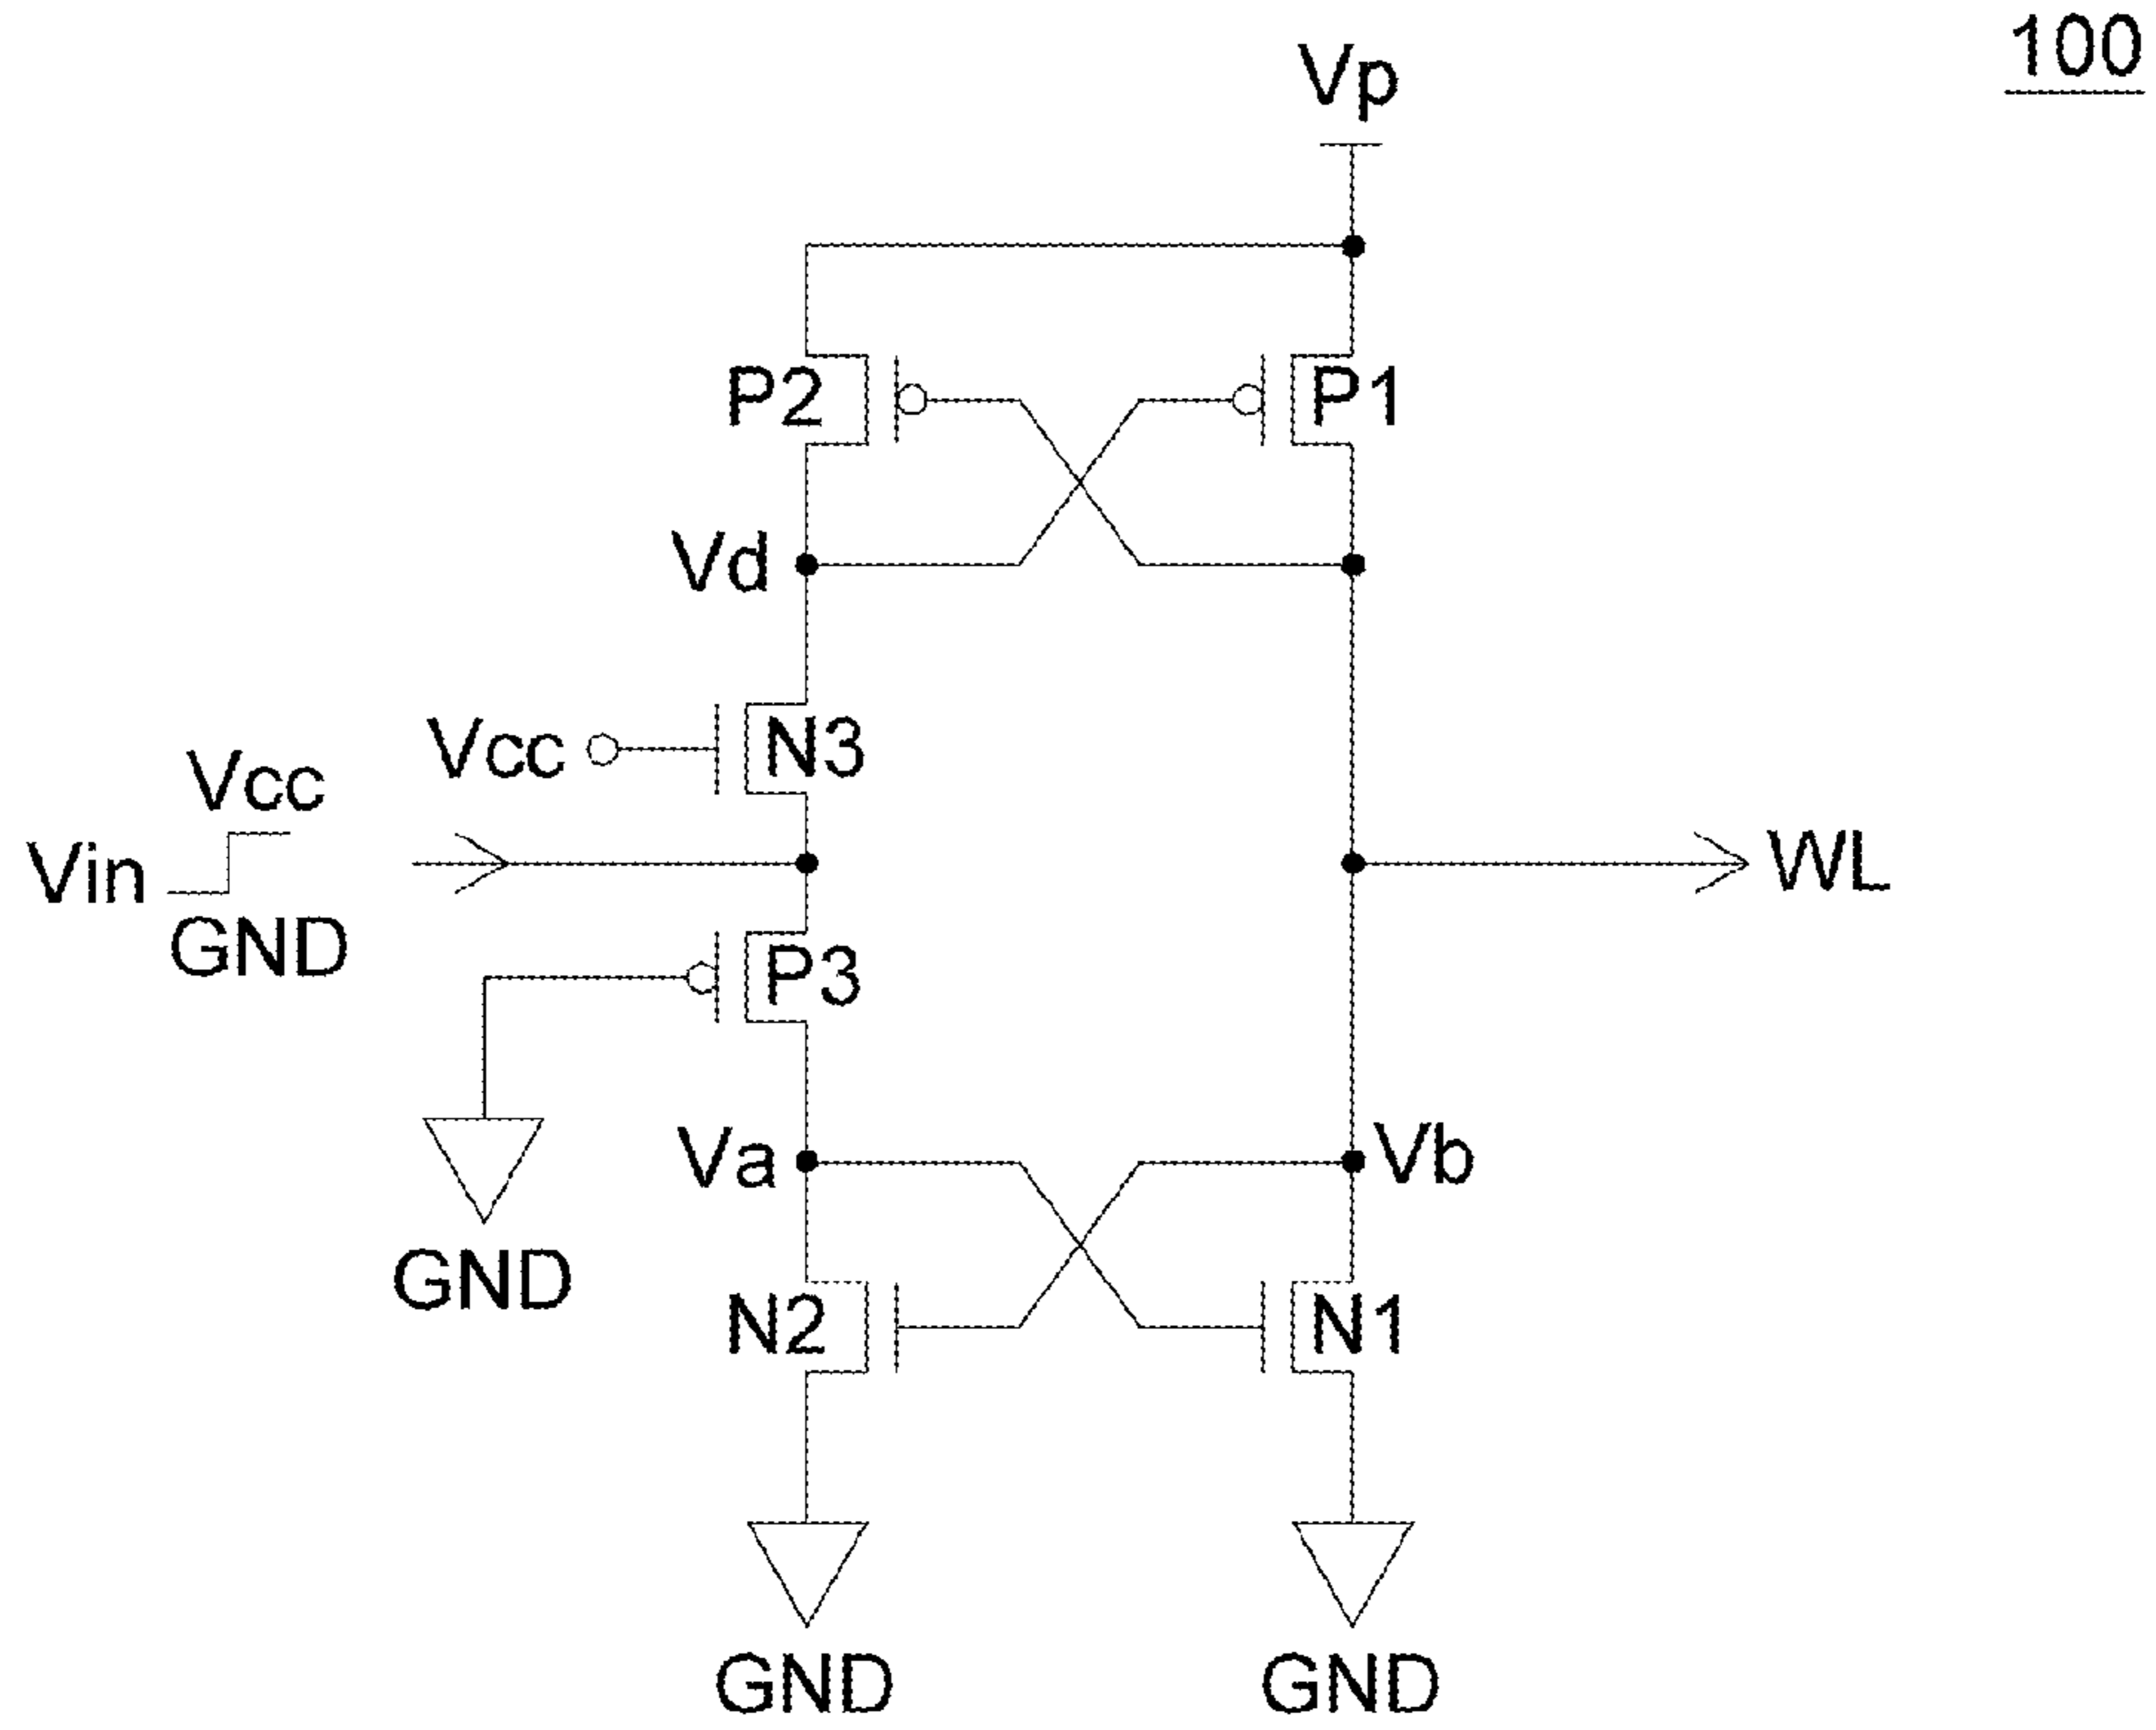 100
Vp
P2
P1
Vd
Vcc
N3
Vcc
Vin
GND
WL
P3
Va
Vb
GND
N2
N1
GND
GND